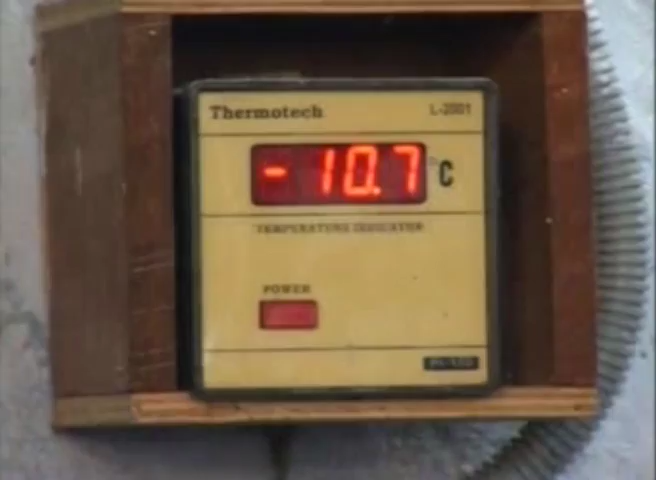 Thermotech L-2001
-10.7 °C
TEMPERATURE INDICATOR
POWER